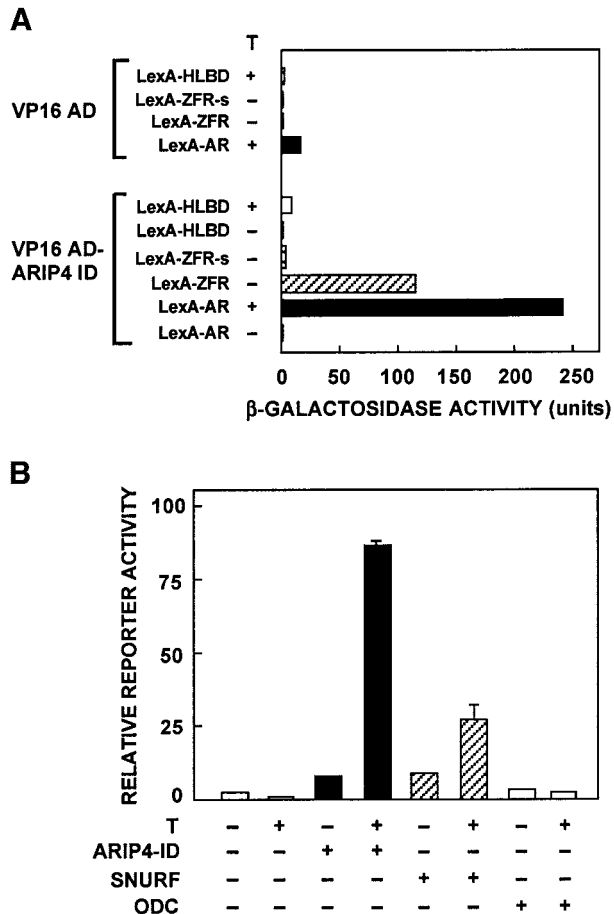 A
T
VP16 AD
LexA-HLBD +
LexA-ZFR-s −
LexA-ZFR −
LexA-AR +
VP16 AD-
ARIP4 ID
LexA-HLBD +
LexA-HLBD −
LexA-ZFR-s −
LexA-ZFR −
LexA-AR +
LexA-AR −
0 50 100 150 200 250
β-GALACTOSIDASE ACTIVITY (units)
B
RELATIVE REPORTER ACTIVITY
100
75
50
25
0
T − + − + − + − +
ARIP4-ID − − + + − − − −
SNURF − − − − + + − −
ODC − − − − − − + +